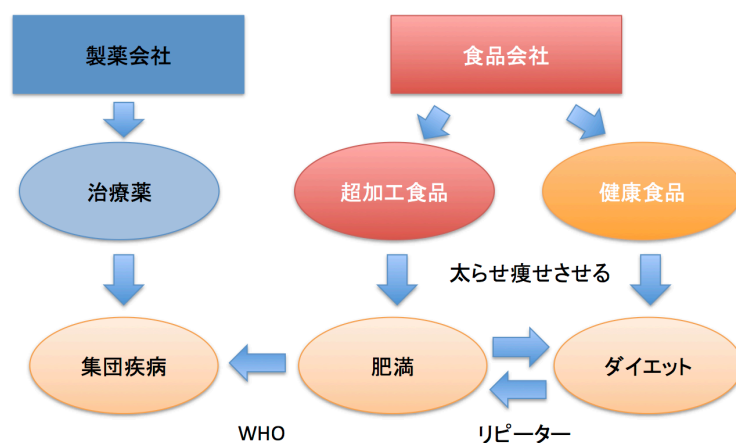 製薬会社
食品会社
治療薬
超加工食品
健康食品
太らせ痩せさせる
集団疾病
肥満
ダイエット
WHO
リピーター